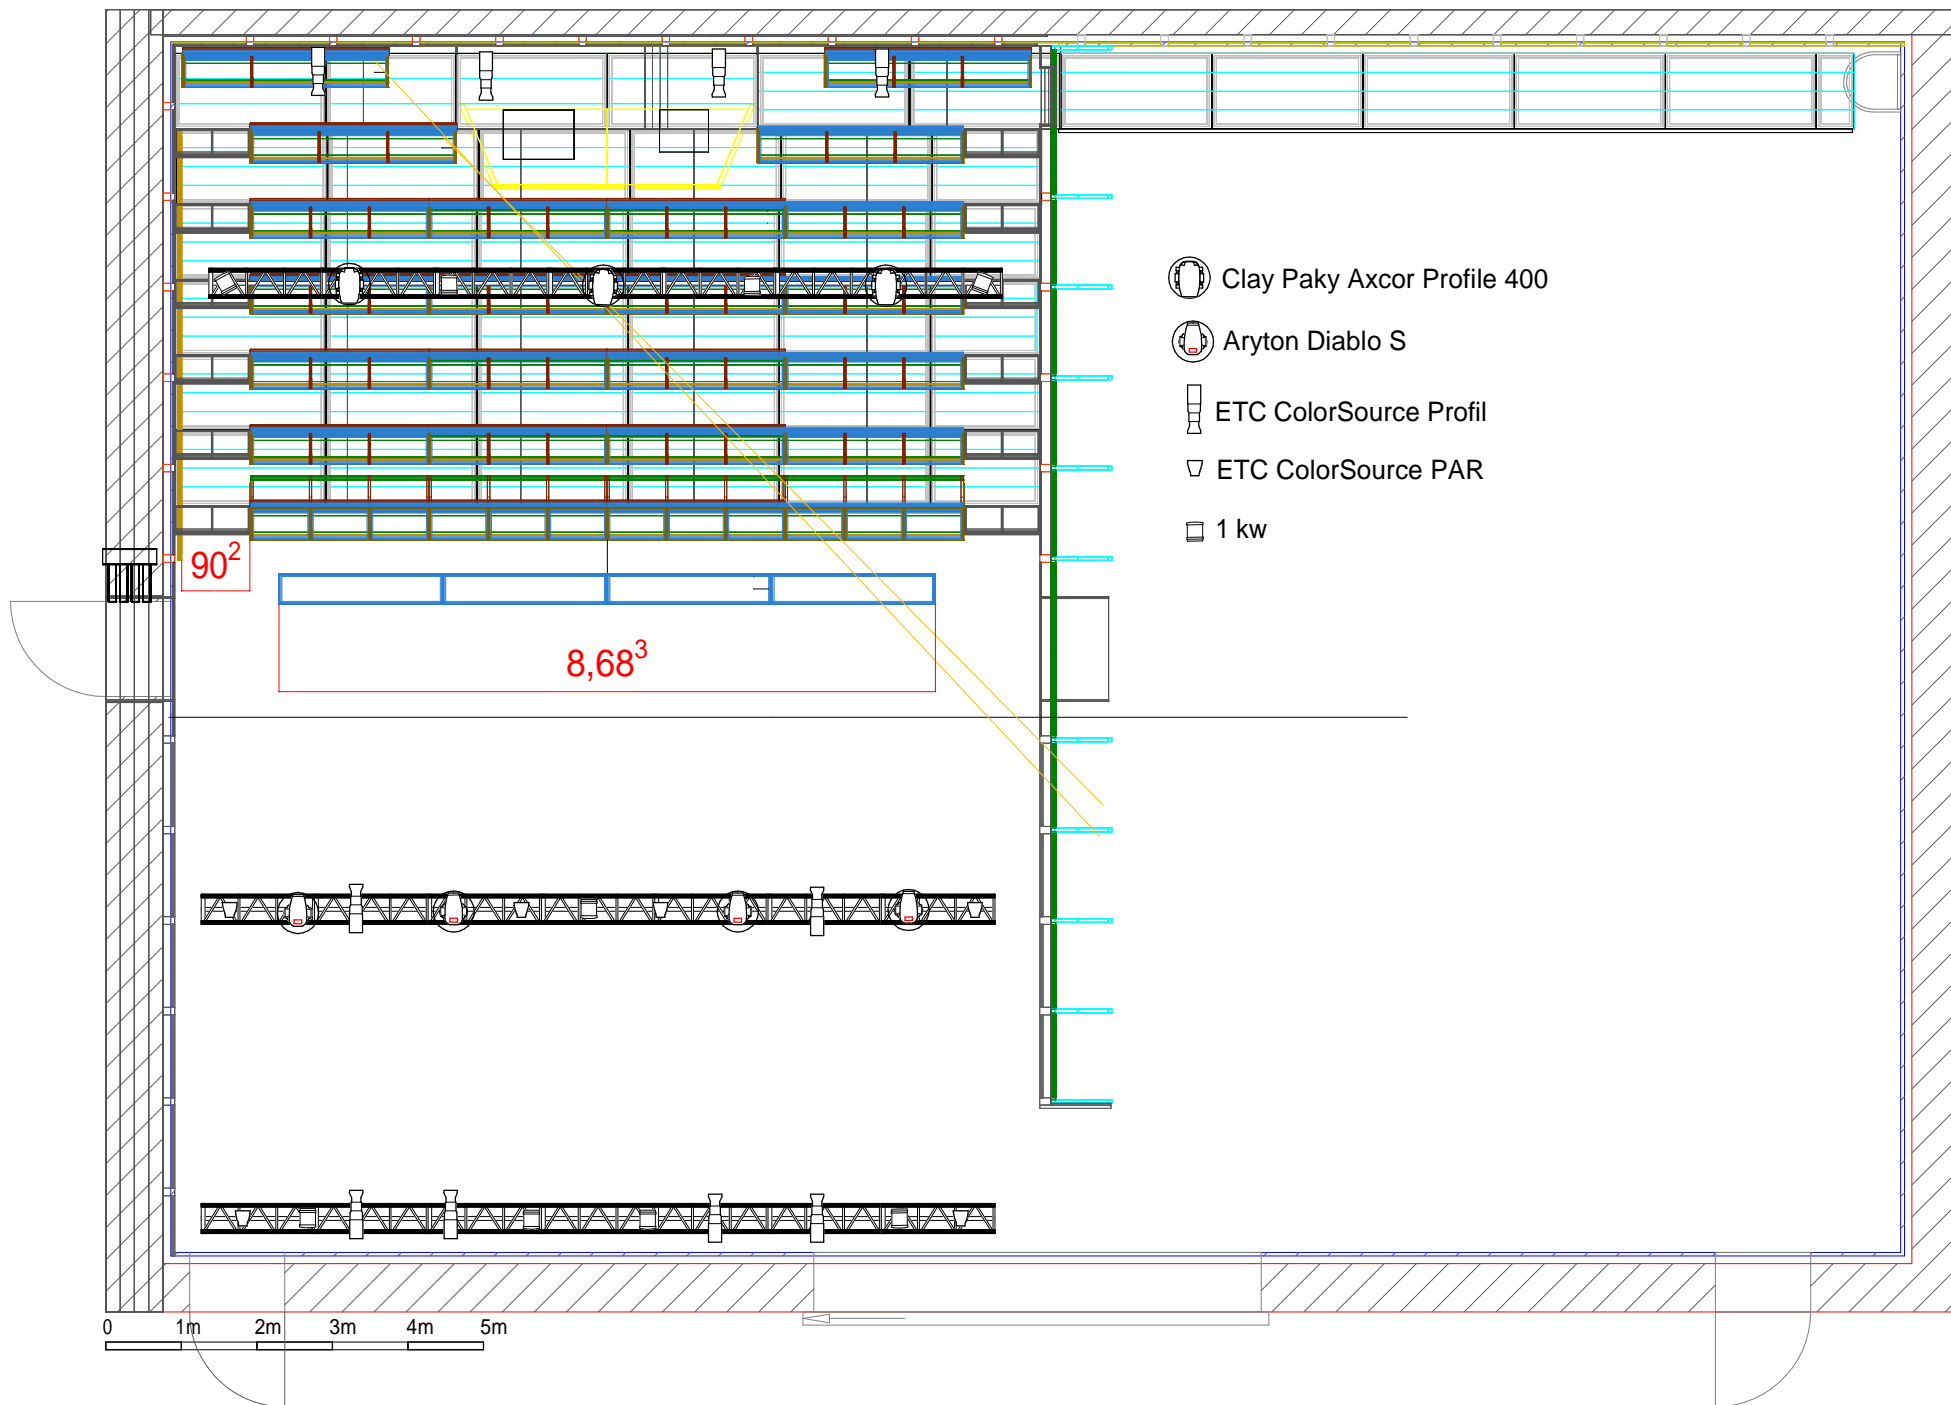 Clay Paky Axcor Profile 400
Aryton Diablo S
ETC ColorSource Profil
ETC ColorSource PAR
1 kw
90²
8,68³
0 1m 2m 3m 4m 5m